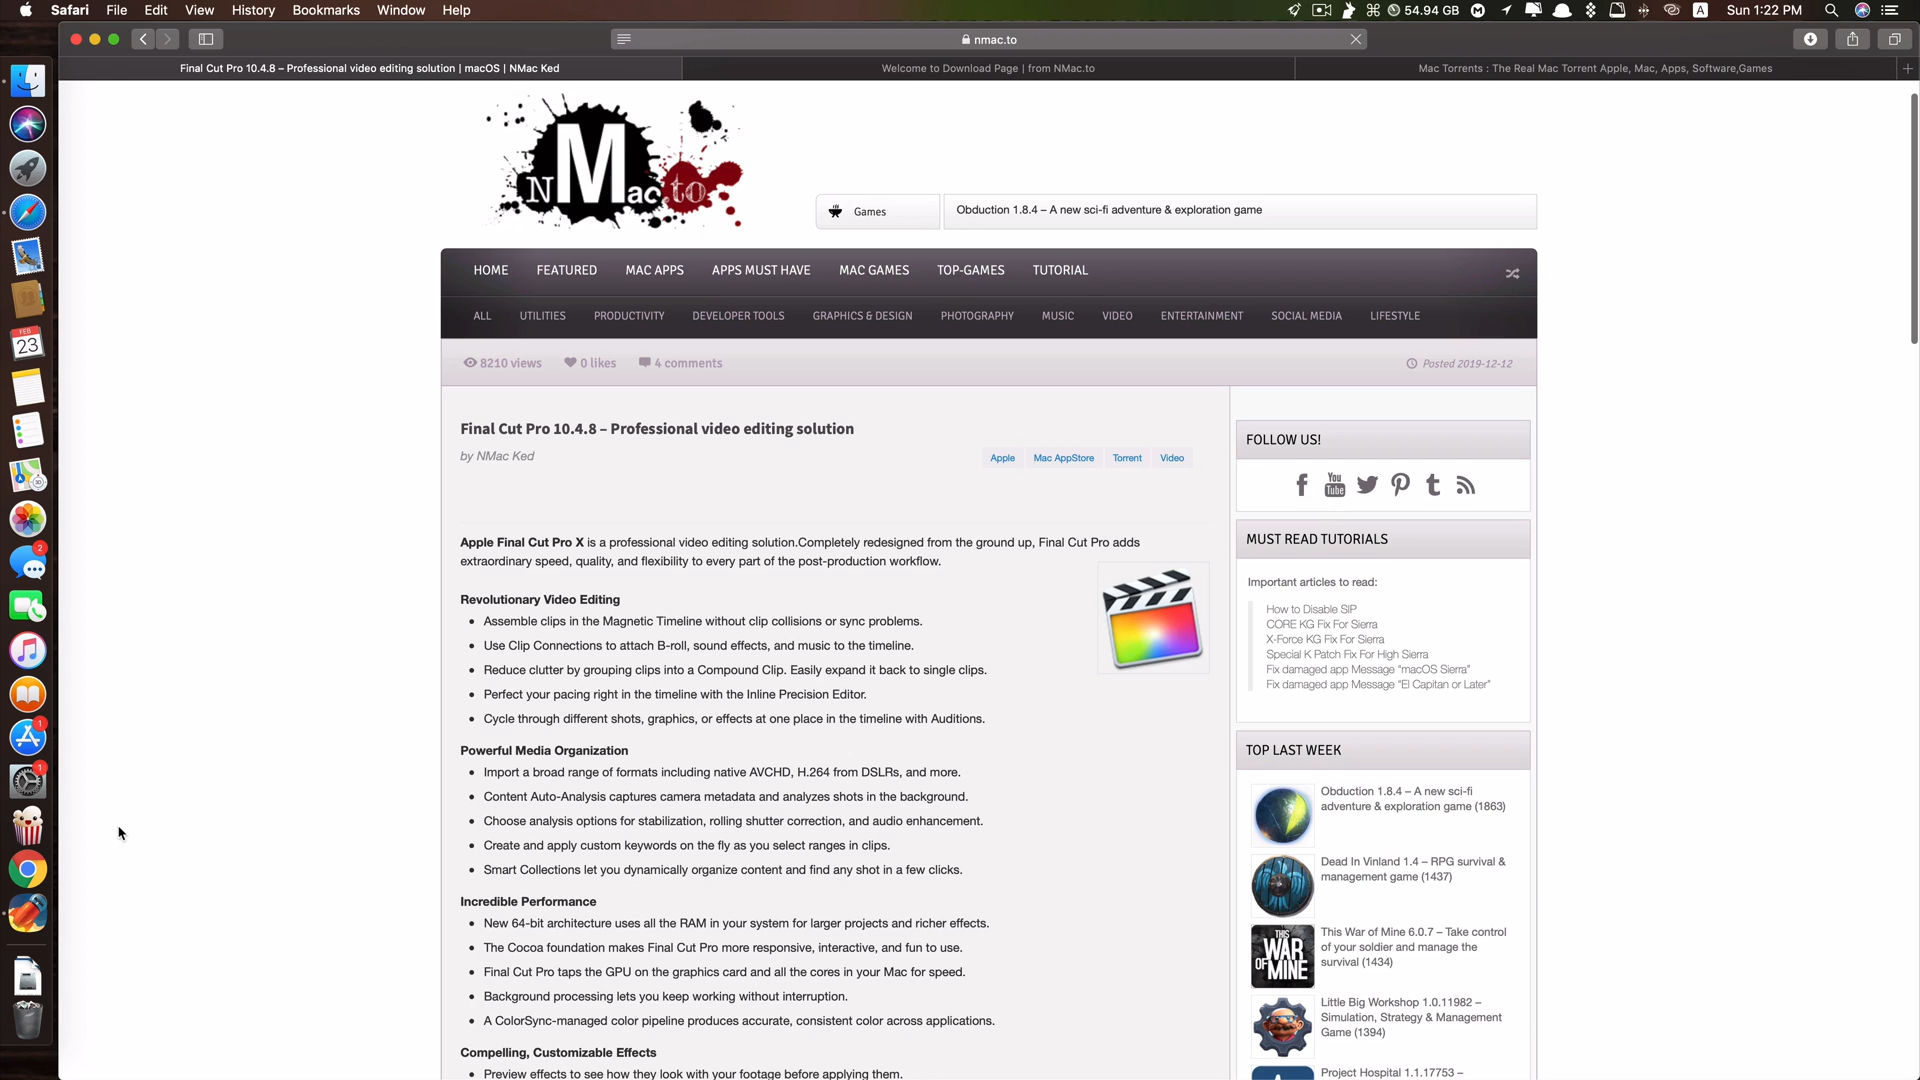 Safari File Edit View History Bookmarks Window Help 54.94 GB Sun 1:22 PM
nmac.to
Final Cut Pro 10.4.8 – Professional video editing solution | macOS | NMac Ked
Welcome to Download Page | from NMac.to
Mac Torrents : The Real Mac Torrent Apple, Mac, Apps, Software,Games
NMac.to
Games
Obduction 1.8.4 – A new sci-fi adventure & exploration game
HOME FEATURED MAC APPS APPS MUST HAVE MAC GAMES TOP-GAMES TUTORIAL
ALL UTILITIES PRODUCTIVITY DEVELOPER TOOLS GRAPHICS & DESIGN PHOTOGRAPHY MUSIC VIDEO ENTERTAINMENT SOCIAL MEDIA LIFESTYLE
8210 views 0 likes 4 comments Posted 2019-12-12
Final Cut Pro 10.4.8 – Professional video editing solution
by NMac Ked
Apple Mac AppStore Torrent Video
Apple Final Cut Pro X is a professional video editing solution.Completely redesigned from the ground up, Final Cut Pro adds
extraordinary speed, quality, and flexibility to every part of the post-production workflow.
Revolutionary Video Editing
• Assemble clips in the Magnetic Timeline without clip collisions or sync problems.
• Use Clip Connections to attach B-roll, sound effects, and music to the timeline.
• Reduce clutter by grouping clips into a Compound Clip. Easily expand it back to single clips.
• Perfect your pacing right in the timeline with the Inline Precision Editor.
• Cycle through different shots, graphics, or effects at one place in the timeline with Auditions.
Powerful Media Organization
• Import a broad range of formats including native AVCHD, H.264 from DSLRs, and more.
• Content Auto-Analysis captures camera metadata and analyzes shots in the background.
• Choose analysis options for stabilization, rolling shutter correction, and audio enhancement.
• Create and apply custom keywords on the fly as you select ranges in clips.
• Smart Collections let you dynamically organize content and find any shot in a few clicks.
Incredible Performance
• New 64-bit architecture uses all the RAM in your system for larger projects and richer effects.
• The Cocoa foundation makes Final Cut Pro more responsive, interactive, and fun to use.
• Final Cut Pro taps the GPU on the graphics card and all the cores in your Mac for speed.
• Background processing lets you keep working without interruption.
• A ColorSync-managed color pipeline produces accurate, consistent color across applications.
Compelling, Customizable Effects
• Preview effects to see how they look with your footage before applying them.
FOLLOW US!
You Tube
MUST READ TUTORIALS
Important articles to read:
How to Disable SIP
CORE KG Fix For Sierra
X-Force KG Fix For Sierra
Special K Patch Fix For High Sierra
Fix damaged app Message "macOS Sierra"
Fix damaged app Message "El Capitan or Later"
TOP LAST WEEK
Obduction 1.8.4 – A new sci-fi
adventure & exploration game (1863)
Dead In Vinland 1.4 – RPG survival &
management game (1437)
THIS WAR OF MINE
This War of Mine 6.0.7 – Take control
of your soldier and manage the
survival (1434)
Little Big Workshop 1.0.11982 –
Simulation, Strategy & Management
Game (1394)
Project Hospital 1.1.17753 –
FEB
23
2
1
1